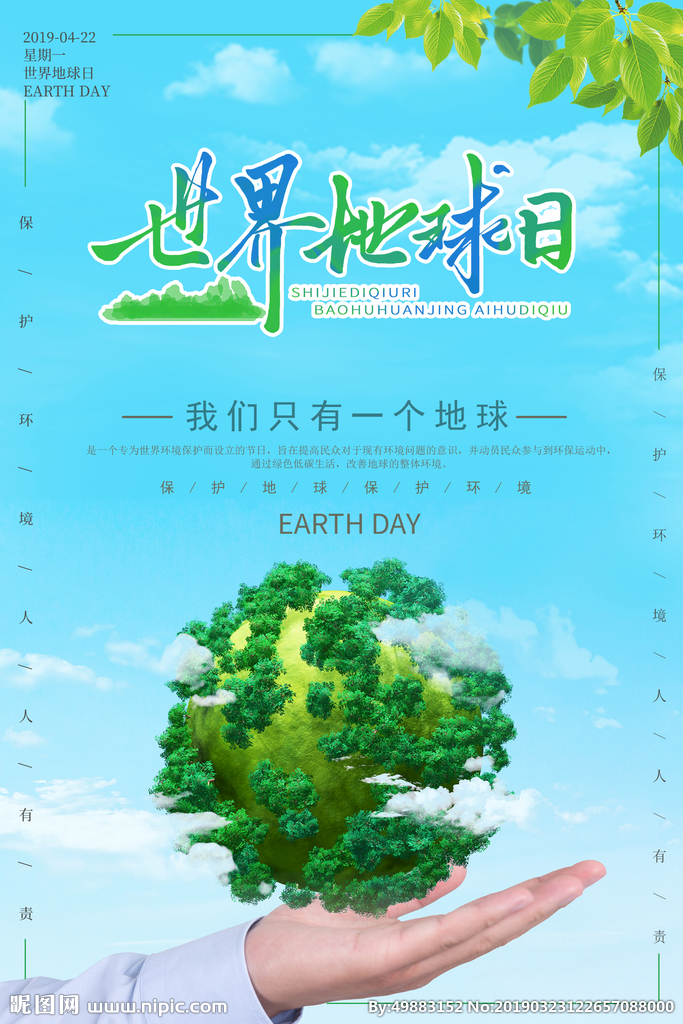 2019-04-22
星期一
世界地球日
EARTH DAY
世界地球日
SHIJIEDIQIURI
BAOHUHUANJING AIHUDIQIU
我们只有一个地球
是一个专为世界环境保护而设立的节日，旨在提高民众对于现有环境问题的意识，并动员民众参与到环保运动中，
通过绿色低碳生活，改善地球的整体环境。
保/护/地/球/保/护/环/境
EARTH DAY
保/护/环/境/人/人/有/责
保/护/环/境/人/人/有/责
昵图网 www.nipic.com
By:49883152 No:20190323122657088000